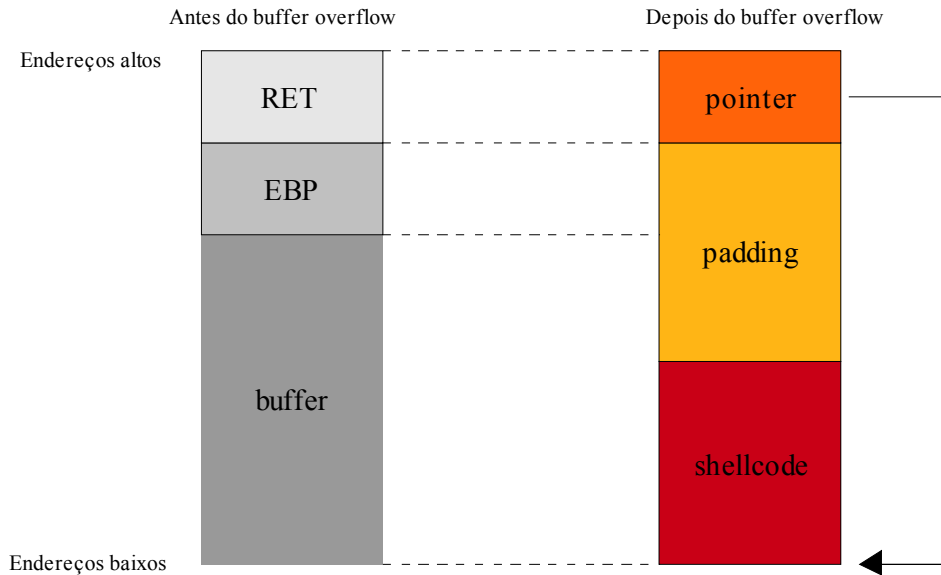 Antes do buffer overflow
Depois do buffer overflow
Endereços altos
RET
pointer
EBP
padding
buffer
shellcode
Endereços baixos